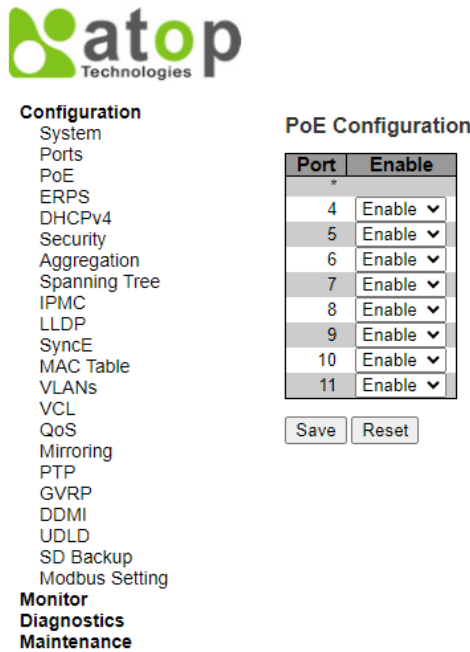 atop
Technologies
Configuration
System
Ports
PoE
ERPS
DHCPv4
Security
Aggregation
Spanning Tree
IPMC
LLDP
SyncE
MAC Table
VLANs
VCL
QoS
Mirroring
PTP
GVRP
DDMI
UDLD
SD Backup
Modbus Setting
Monitor
Diagnostics
Maintenance
PoE Configuration
Port Enable
*
4 Enable
5 Enable
6 Enable
7 Enable
8 Enable
9 Enable
10 Enable
11 Enable
Save Reset